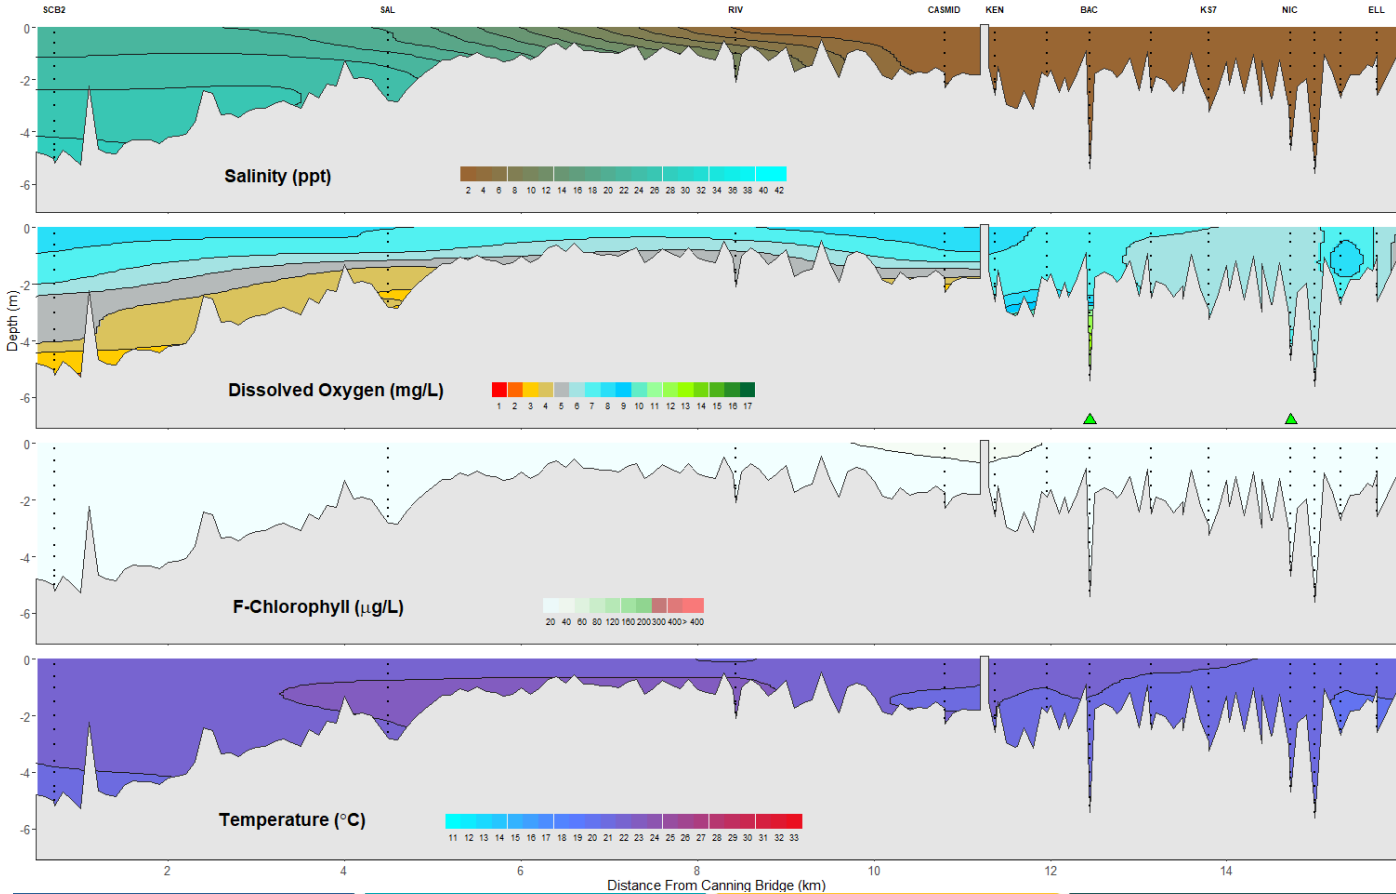 SCB2 SAL RIV CASMID KEN BAC KS7 NIC ELL
0
-2
-4
-6
Salinity (ppt)
2 4 6 8 10 12 14 16 18 20 22 24 26 28 30 32 34 36 38 40 42
0
-2
-4
-6
Dissolved Oxygen (mg/L)
1 2 3 4 5 6 7 8 9 10 11 12 13 14 15 16 17
Depth (m)
0
-2
-4
-6
F-Chlorophyll (μg/L)
20 40 60 80 120 160 200 300 400 > 400
0
-2
-4
-6
Temperature (°C)
11 12 13 14 15 16 17 18 19 20 21 22 23 24 25 26 27 28 29 30 31 32 33
2 4 6 8 10 12 14
Distance From Canning Bridge (km)